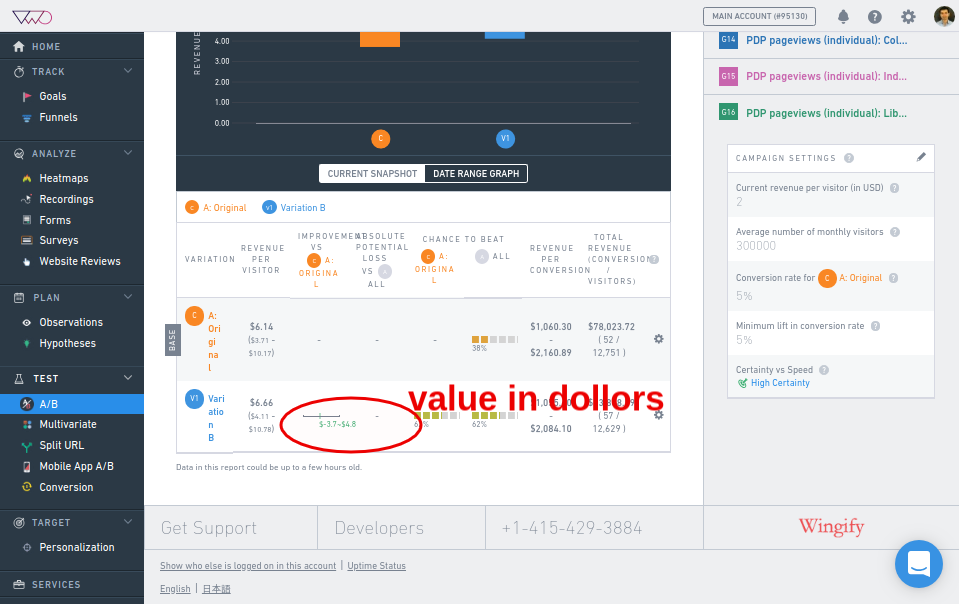 VWO
MAIN ACCOUNT (#95130)
HOME
TRACK
Goals
Funnels
ANALYZE
Heatmaps
Recordings
Forms
Surveys
Website Reviews
PLAN
Observations
Hypotheses
TEST
A/B
Multivariate
Split URL
Mobile App A/B
Conversion
TARGET
Personalization
SERVICES
REVENUE
4.00
3.00
2.00
1.00
0.00
C
V1
CURRENT SNAPSHOT
DATE RANGE GRAPH
C A: Original
V1 Variation B
VARIATION
REVENUE
PER
VISITOR
IMPROVEMENT
VS
C A:
ORIGINA
L
ABSOLUTE
POTENTIAL
LOSS
VS A
ALL
CHANCE TO BEAT
C A:
ORIGINA
L
A ALL
REVENUE
PER
CONVERSION
TOTAL
REVENUE
(CONVERSION
/
VISITORS)
BASE
C A:
Ori
gi
na
l
$6.14
($3.71 -
$10.17)
-
-
-
38%
$1,060.30
-
$2,160.89
$78,023.72
( 52 /
12,751 )
V1 Vari
atio
n
B
$6.66
($4.11 -
$10.78)
$-3.7~$4.8
-
62%
-
$2,084.10
( 57 /
12,629 )
value in dollors
Data in this report could be up to a few hours old.
G14 PDP pageviews (individual): Col...
G15 PDP pageviews (individual): Ind...
G16 PDP pageviews (individual): Lib...
CAMPAIGN SETTINGS
Current revenue per visitor (in USD)
2
Average number of monthly visitors
300000
Conversion rate for C A: Original
5%
Minimum lift in conversion rate
5%
Certainty vs Speed
High Certainty
Get Support
Developers
+1-415-429-3884
Wingify
Show who else is logged on in this account | Uptime Status
English | 日本語